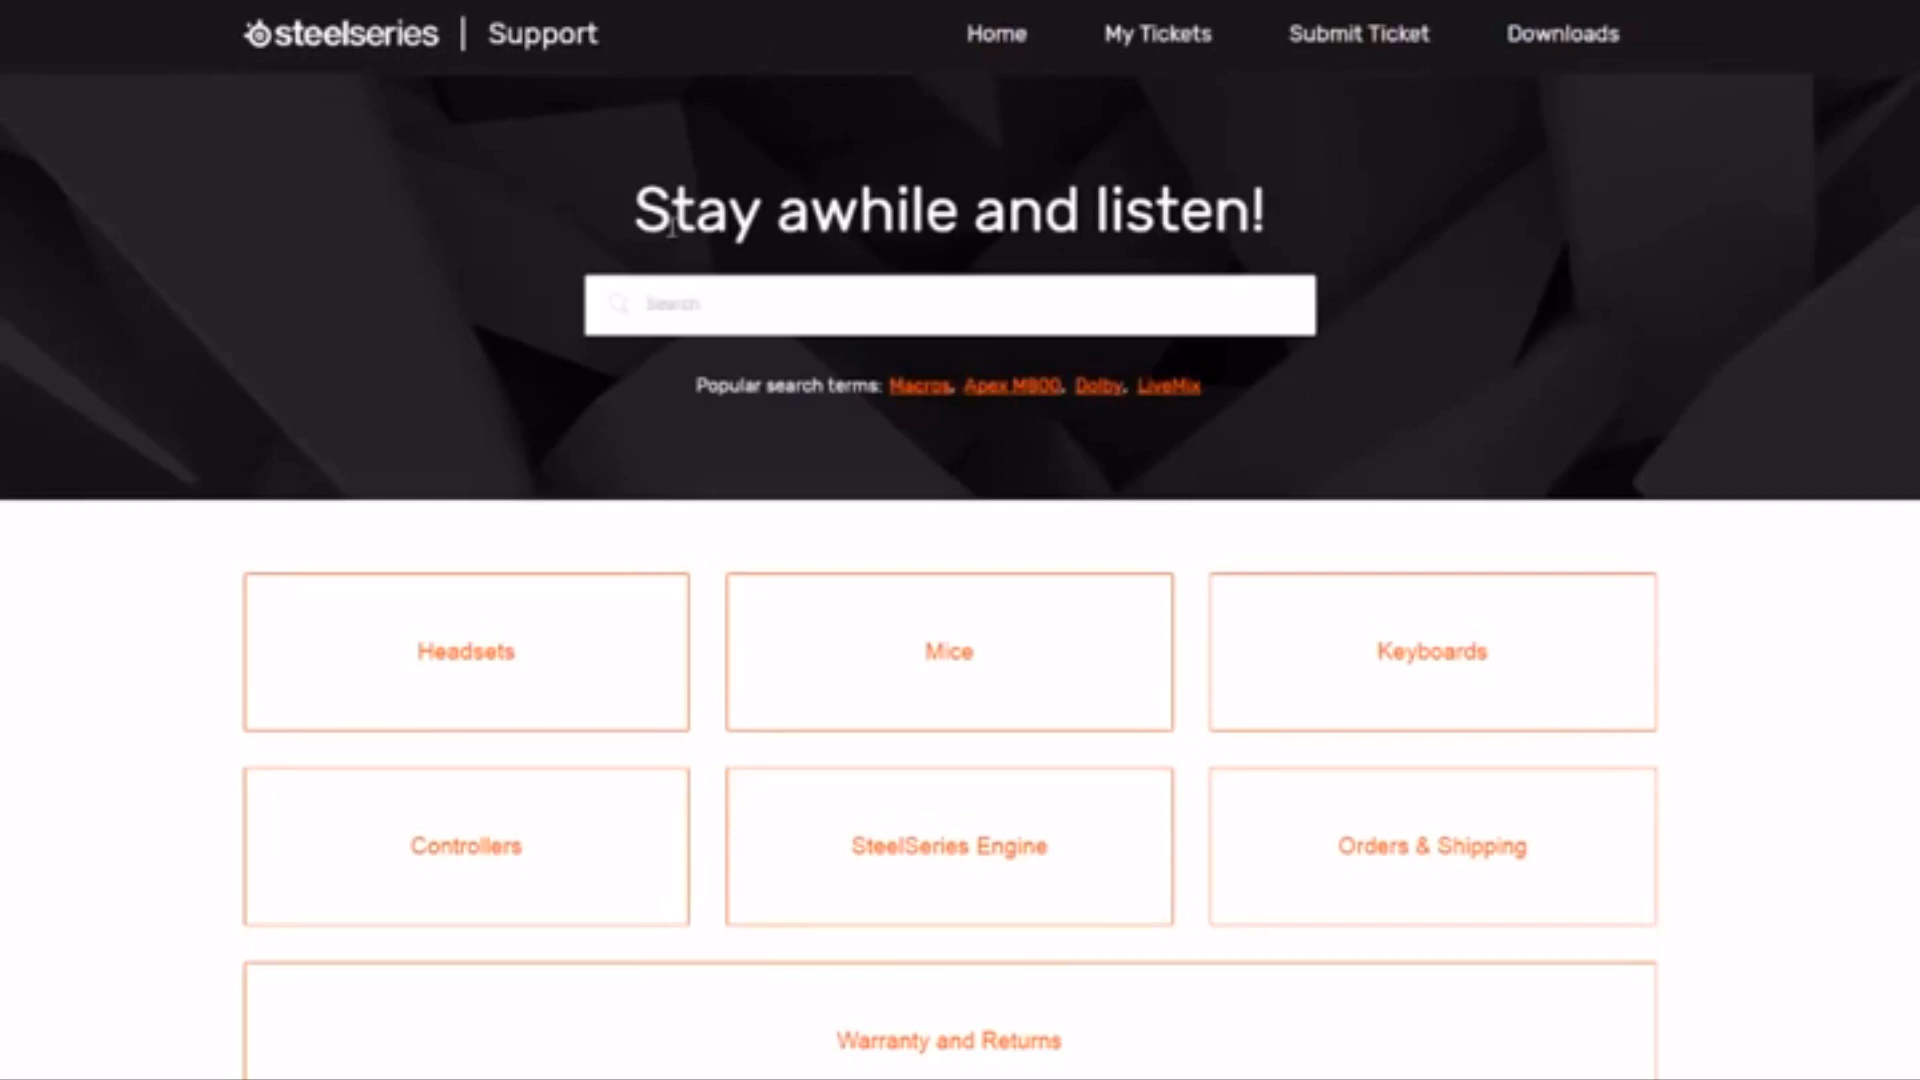 steelseries | Support
Home My Tickets Submit Ticket Downloads
Stay awhile and listen!
Search
Popular search terms: Macros, Apex M800, Dolby, LiveMix
Headsets Mice Keyboards
Controllers SteelSeries Engine Orders & Shipping
Warranty and Returns